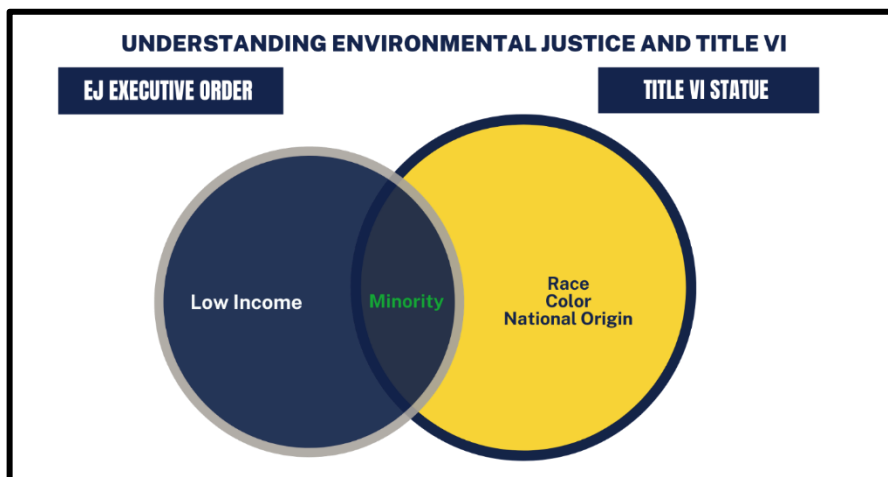 UNDERSTANDING ENVIRONMENTAL JUSTICE AND TITLE VI
EJ EXECUTIVE ORDER
TITLE VI STATUE
Low Income
Minority
Race
Color
National Origin